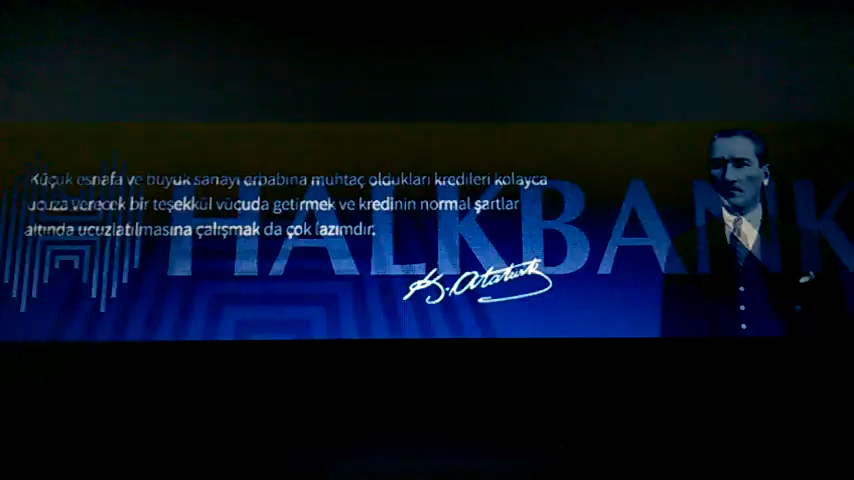 Küçük esnafa ve büyük sanayi erbabına muhtaç oldukları kredileri kolayca
ucuza verecek bir teşekkül vücuda getirmek ve kredinin normal şartlar
altında ucuzlatılmasına çalışmak da çok lazımdır.
HALKBANK
K. Atatürk